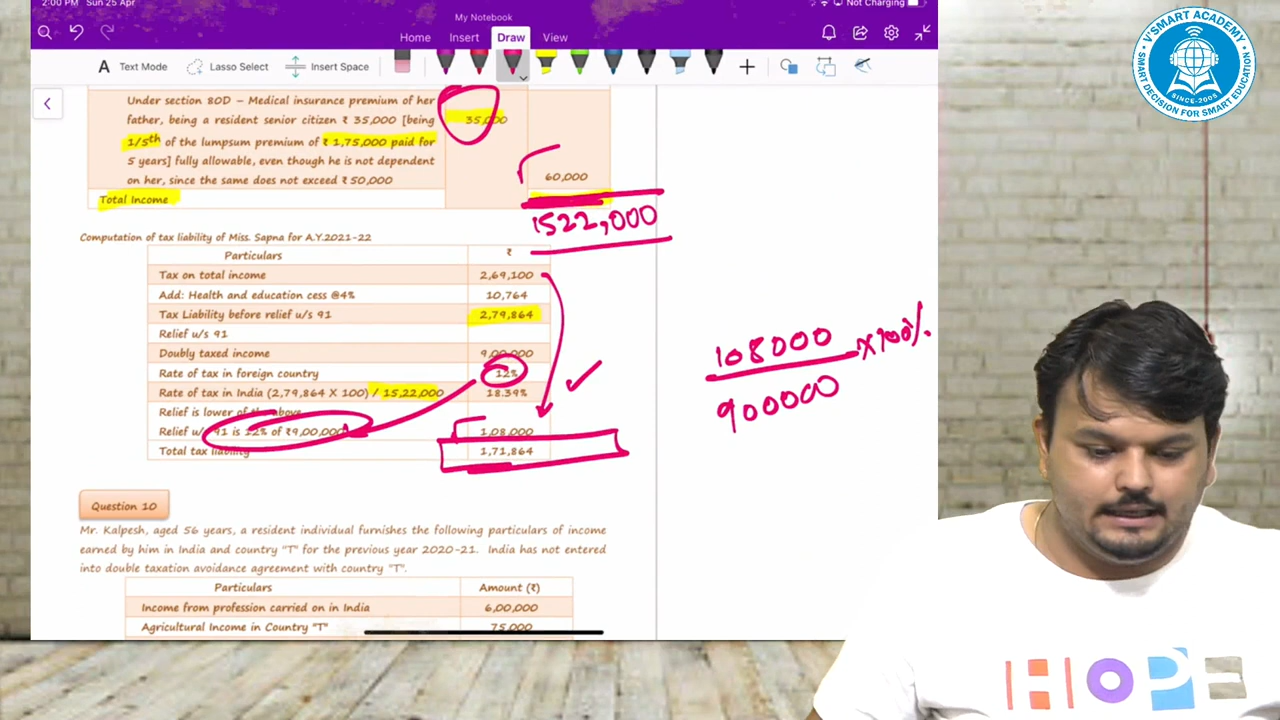 2:00 PM Sun 25 Apr
Not Charging
My Notebook
Home Insert Draw View
Text Mode Lasso Select Insert Space
Under section 80D – Medical insurance premium of her
father, being a resident senior citizen ₹ 35,000 [being 35,000
1/5th of the lumpsum premium of ₹ 1,75,000 paid for
5 years] fully allowable, even though he is not dependent
on her, since the same does not exceed ₹ 50,000 60,000
Total Income
1522,000
Computation of tax liability of Miss. Sapna for A.Y.2021-22
Particulars ₹
Tax on total income 2,69,100
Add: Health and education cess @4% 10,764
Tax Liability before relief u/s 91 2,79,864
Relief u/s 91
Doubly taxed income 9,00,000
Rate of tax in foreign country 12%
Rate of tax in India (2,79,864 X 100) / 15,22,000 18.39%
Relief is lower of the above
Relief u/s 91 is 12% of ₹9,00,000 1,08,000
Total tax liability 1,71,864
108000 x 100%
900000
Question 10
Mr. Kalpesh, aged 56 years, a resident individual furnishes the following particulars of income
earned by him in India and country "T" for the previous year 2020-21. India has not entered
into double taxation avoidance agreement with country "T".
Particulars Amount (₹)
Income from profession carried on in India 6,00,000
Agricultural Income in Country "T" 75,000
V'SMART ACADEMY
SMART DECISION FOR SMART EDUCATION
SINCE-2008
HOPE